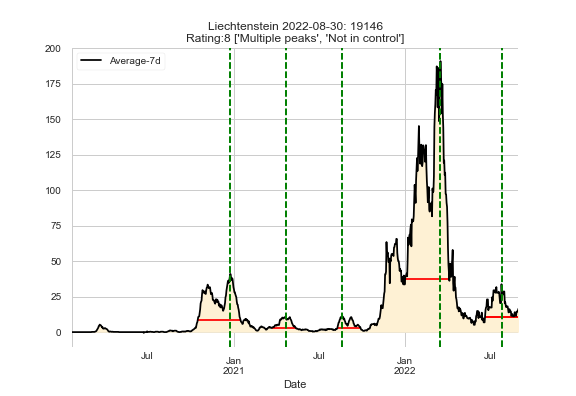 Liechtenstein 2022-08-30: 19146
Rating:8 ['Multiple peaks', 'Not in control']
Average-7d
200
175
150
125
100
75
50
25
0
Jul
Jan
2021
Jul
Jan
2022
Jul
Date